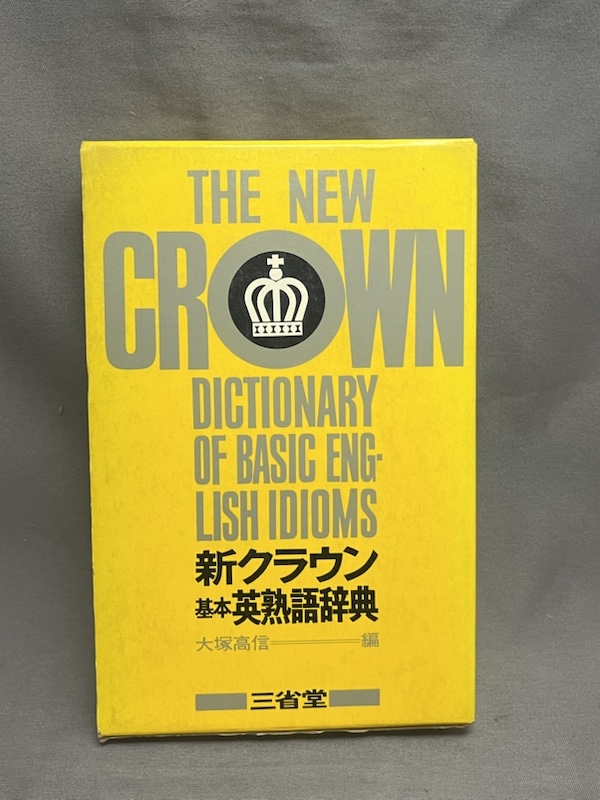 THE NEW
CROWN
DICTIONARY
OF BASIC ENG-
LISH IDIOMS
新クラウン
基本英熟語辞典
大塚高信 編
三省堂